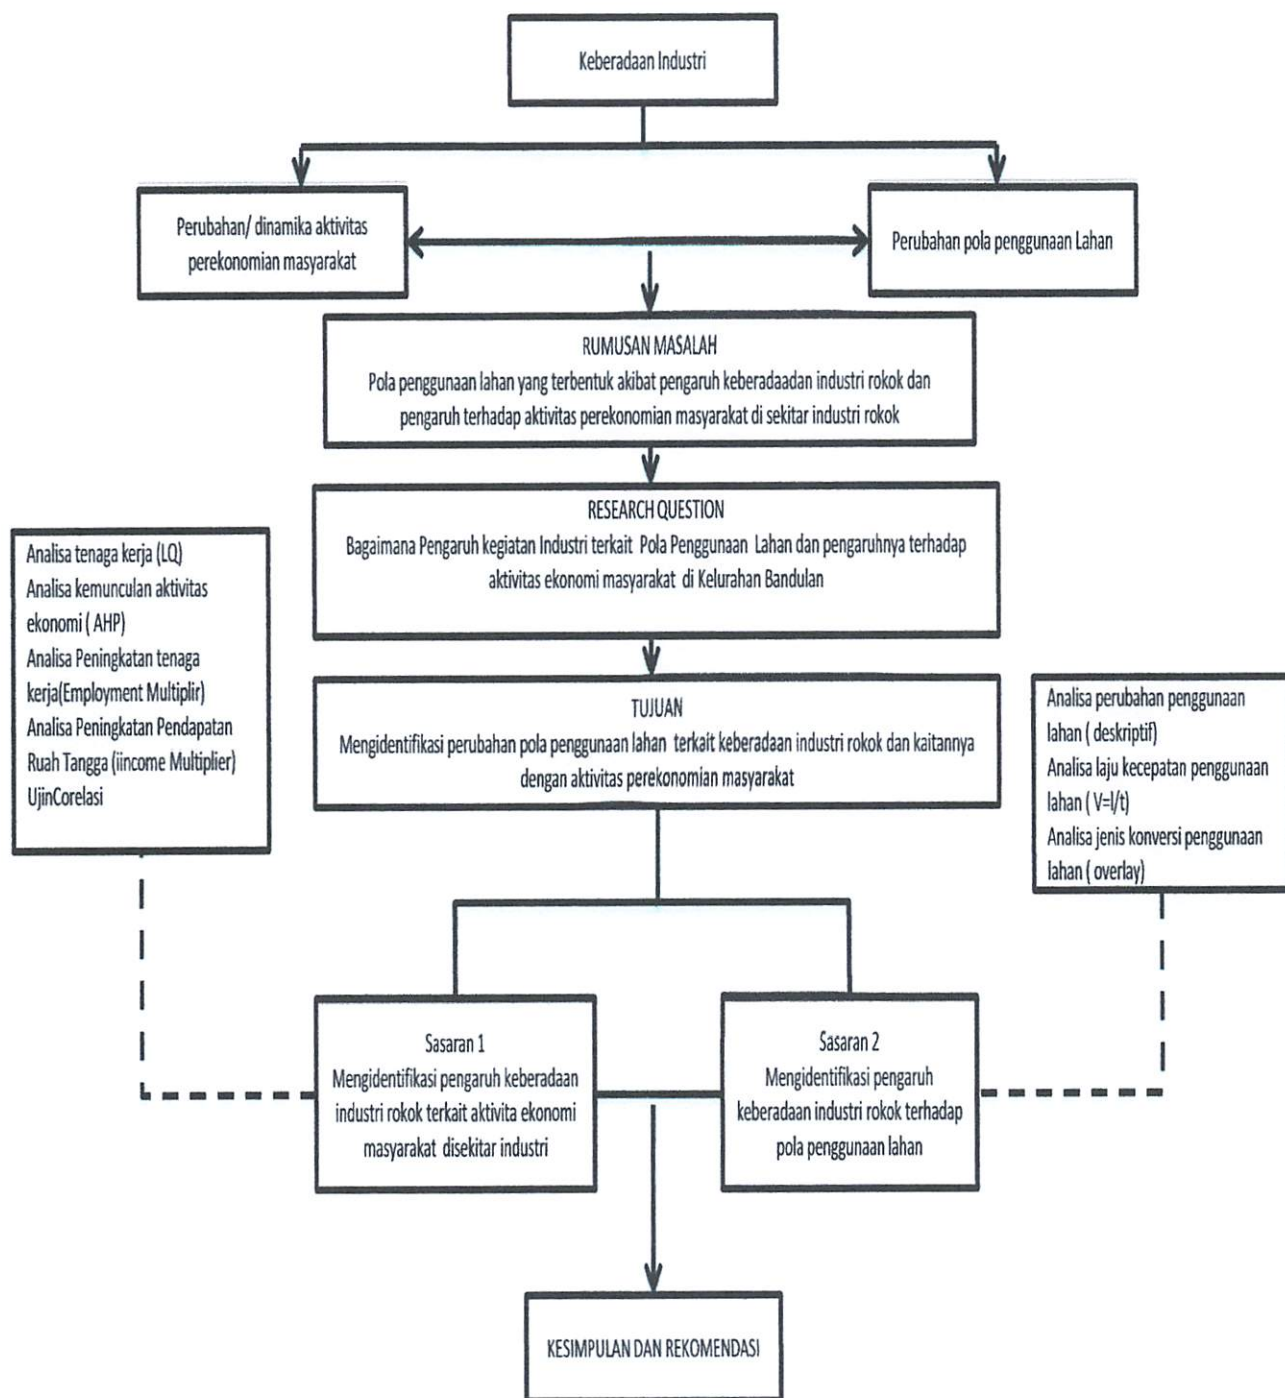 Keberadaan Industri
Perubahan/ dinamika aktivitas
perekonomian masyarakat
Perubahan pola penggunaan Lahan
RUMUSAN MASALAH
Pola penggunaan lahan yang terbentuk akibat pengaruh keberadaadan industri rokok dan
pengaruh terhadap aktivitas perekonomian masyarakat di sekitar industri rokok
RESEARCH QUESTION
Bagaimana Pengaruh kegiatan Industri terkait Pola Penggunaan Lahan dan pengaruhnya terhadap
aktivitas ekonomi masyarakat di Kelurahan Bandulan
Analisa tenaga kerja (LQ)
Analisa kemunculan aktivitas
ekonomi ( AHP)
Analisa Peningkatan tenaga
kerja(Employment Multiplir)
Analisa Peningkatan Pendapatan
Ruah Tangga (iincome Multiplier)
UjinCorelasi
TUJUAN
Mengidentifikasi perubahan pola penggunaan lahan terkait keberadaan industri rokok dan kaitannya
dengan aktivitas perekonomian masyarakat
Analisa perubahan penggunaan
lahan ( deskriptif)
Analisa laju kecepatan penggunaan
lahan ( V=l/t)
Analisa jenis konversi penggunaan
lahan ( overlay)
Sasaran 1
Mengidentifikasi pengaruh keberadaan
industri rokok terkait aktivita ekonomi
masyarakat disekitar industri
Sasaran 2
Mengidentifikasi pengaruh
keberadaan industri rokok terhadap
pola penggunaan lahan
KESIMPULAN DAN REKOMENDASI